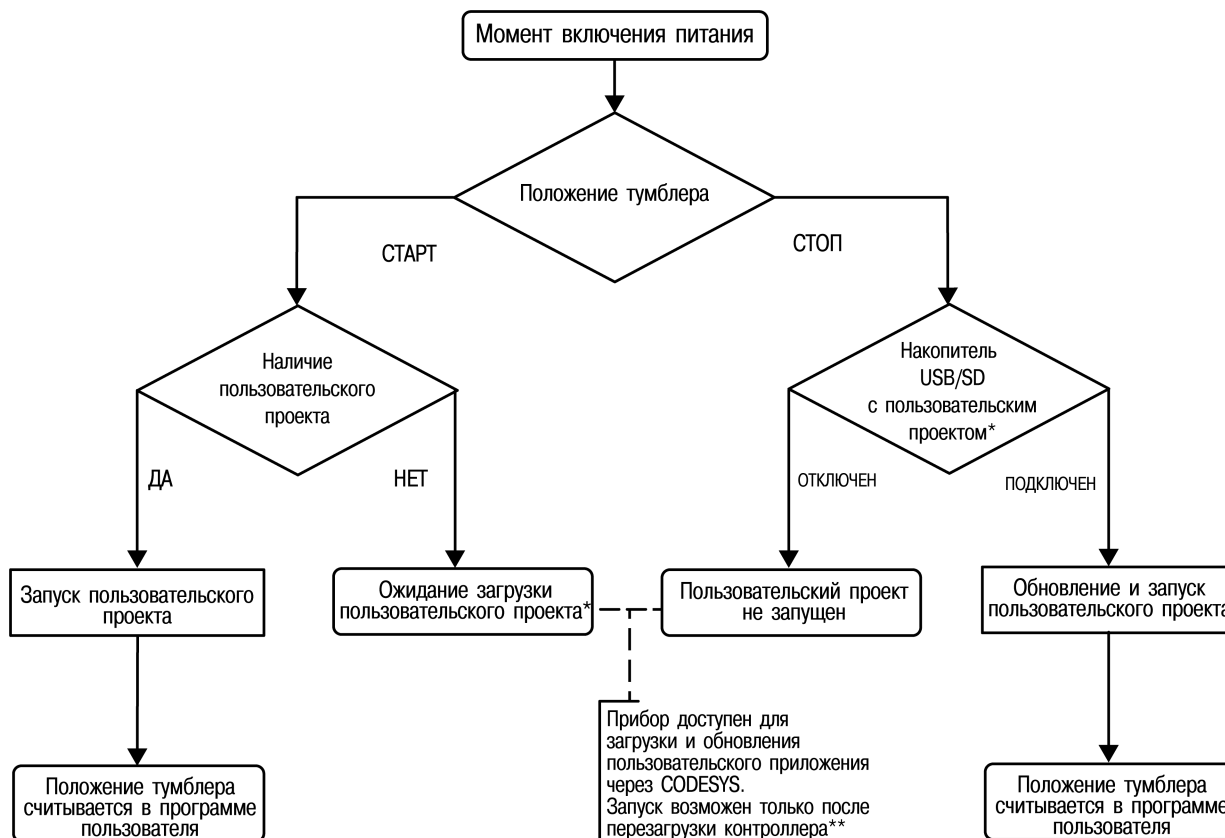 Момент включения питания
Положение тумблера
СТАРТ
СТОП
Наличие
пользовательского
проекта
Накопитель
USB/SD
с пользовательским
проектом*
ДА
НЕТ
ОТКЛЮЧЕН
ПОДКЛЮЧЕН
Запуск пользовательского
проекта
Ожидание загрузки
пользовательского проекта*
Пользовательский проект
не запущен
Обновление и запуск
пользовательского проекта
Прибор доступен для
загрузки и обновления
пользовательского приложения
через CODESYS.
Запуск возможен только после
перезагрузки контроллера**
Положение тумблера
считывается в программе
пользователя
Положение тумблера
считывается в программе
пользователя